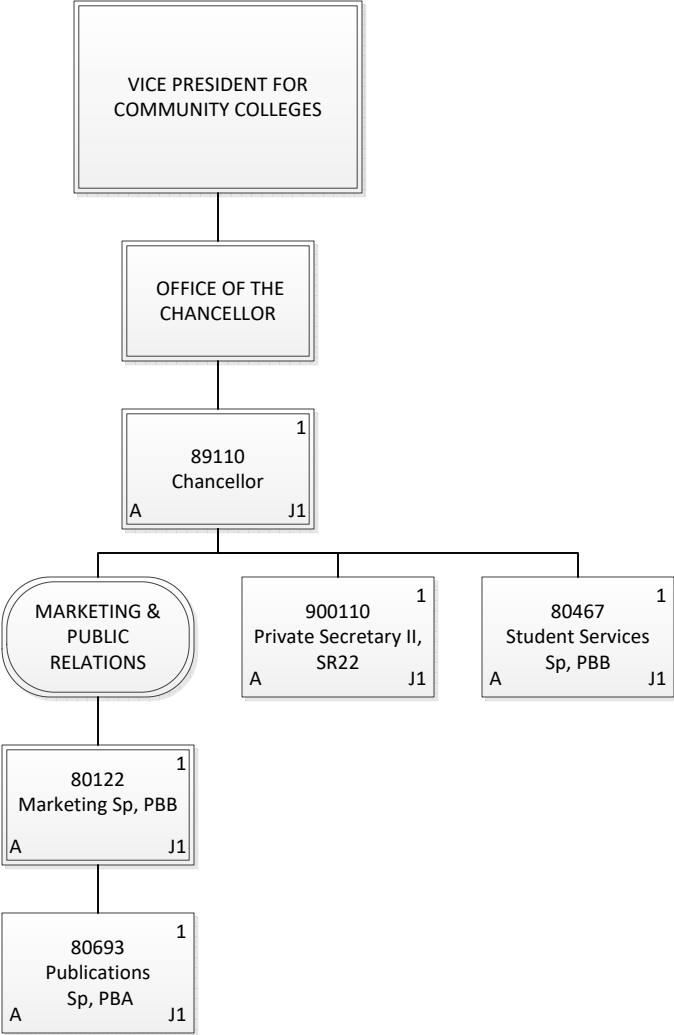 VICE PRESIDENT FOR
COMMUNITY COLLEGES
OFFICE OF THE
CHANCELLOR
1
89110
Chancellor
A J1
MARKETING &
PUBLIC
RELATIONS
1
900110
Private Secretary II,
SR22
A J1
1
80467
Student Services
Sp, PBB
A J1
1
80122
Marketing Sp, PBB
A J1
1
80693
Publications
Sp, PBA
A J1